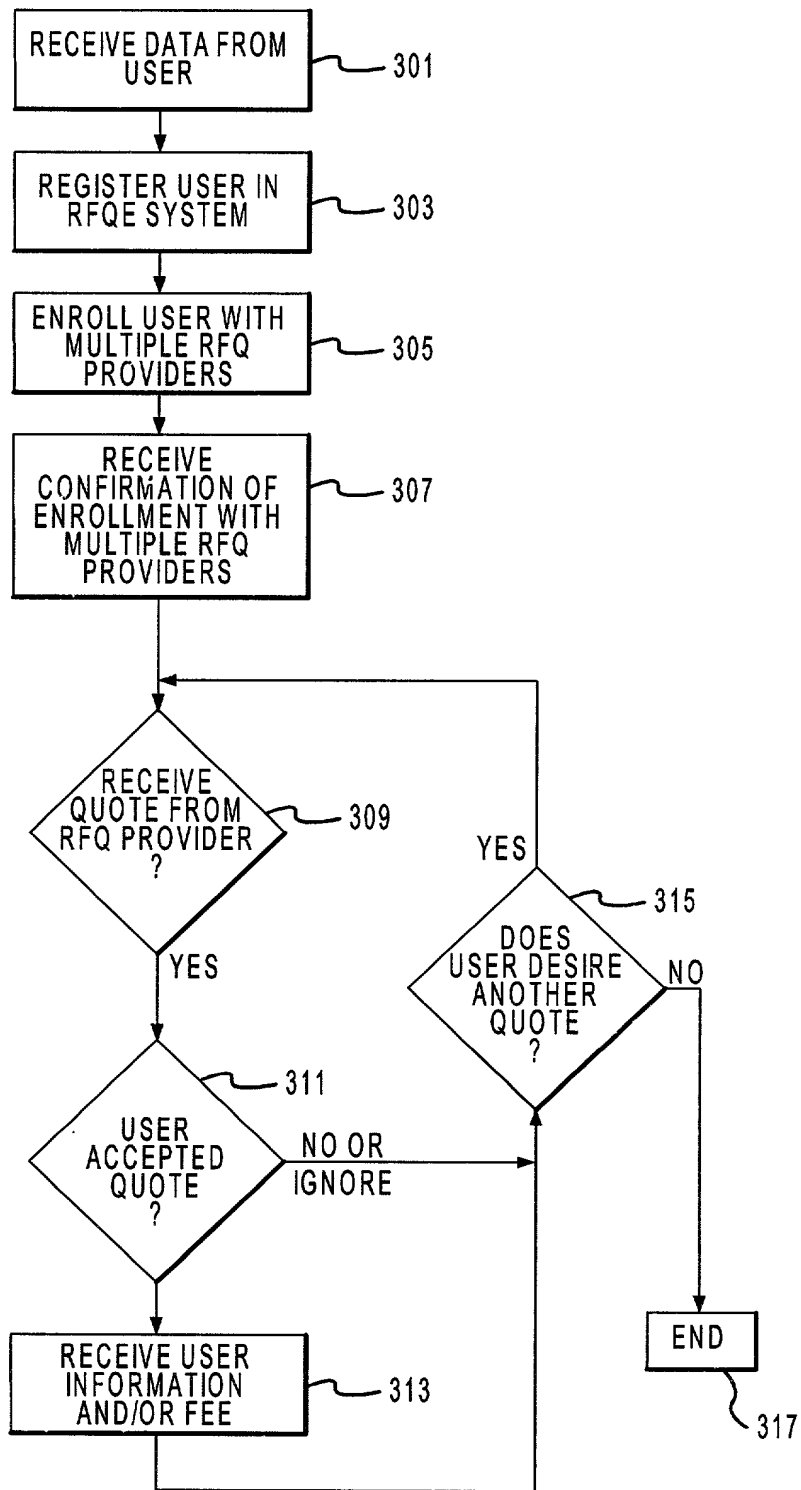 RECEIVE DATA FROM
USER
301
REGISTER USER IN
RFQE SYSTEM
303
ENROLL USER WITH
MULTIPLE RFQ
PROVIDERS
305
RECEIVE
CONFIRMATION OF
ENROLLMENT WITH
MULTIPLE RFQ
PROVIDERS
307
RECEIVE
QUOTE FROM
RFQ PROVIDER
?
309
YES
YES
315
DOES
USER DESIRE
ANOTHER
QUOTE
?
NO
311
USER
ACCEPTED
QUOTE
?
NO OR
IGNORE
RECEIVE USER
INFORMATION
AND/OR FEE
313
END
317